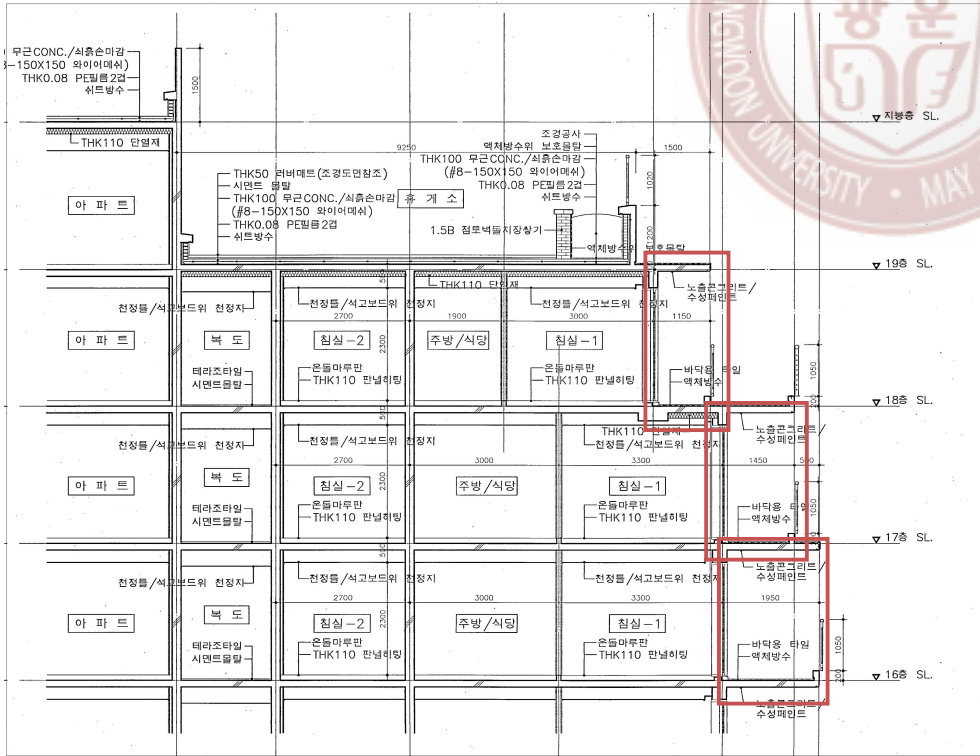 무근CONC./쇠흙손마감
8-150X150 와이어메쉬)
THK0.08 PE필름2겹
쉬트방수
1500
지붕층 SL.
THK110 단열재
9250
1500
조경공사
액체방수위 보호몰탈
THK100 무근CONC./쇠흙손마감
(#8-150X150 와이어메쉬)
THK0.08 PE필름2겹
쉬트방수
1020
THK50 러버매트(조경도면참조)
시멘트 몰탈
THK100 무근CONC./쇠흙손마감
(#8-150X150 와이어메쉬)
THK0.08 PE필름2겹
쉬트방수
휴 게 소
아 파 트
1.5B 점토벽돌치장쌓기
1200
액체방수위 보호몰탈
19층 SL.
THK110 단열재
노출콘크리트/
수성페인트
천정틀/석고보드위 천정지
천정틀/석고보드위 천정지
천정틀/석고보드위 천정지
2700
1900
3000
1150
아 파 트
복 도
침실-2
2300
주방/식당
침실-1
테라조타일
시멘트몰탈
온돌마루판
THK110 판넬히팅
온돌마루판
THK110 판넬히팅
바닥용 타일
액체방수
1050
200
18층 SL.
THK110 단열재
노출콘크리트/
수성페인트
천정틀/석고보드위 천정지
천정틀/석고보드위 천정지
천정틀/석고보드위 천정지
2700
3000
3300
1450
500
아 파 트
복 도
침실-2
2300
주방/식당
침실-1
테라조타일
시멘트몰탈
온돌마루판
THK110 판넬히팅
온돌마루판
THK110 판넬히팅
바닥용 타일
액체방수
1050
17층 SL.
노출콘크리트/
수성페인트
천정틀/석고보드위 천정지
천정틀/석고보드위 천정지
천정틀/석고보드위 천정지
2700
3000
3300
1950
아 파 트
복 도
침실-2
2300
주방/식당
침실-1
테라조타일
시멘트몰탈
온돌마루판
THK110 판넬히팅
온돌마루판
THK110 판넬히팅
바닥용 타일
액체방수
1050
200
16층 SL.
노출콘크리트/
수성페인트
광운
NGWOON UNIVERSITY • MAY